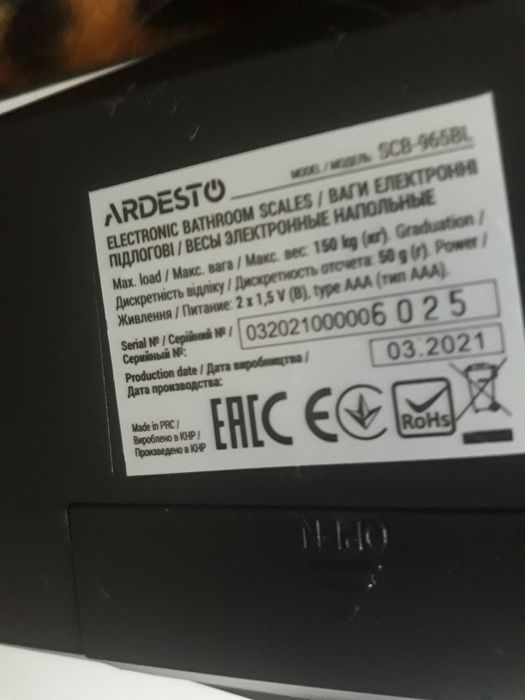 ARDESTO
MODEL / МОДЕЛЬ: SCB-965BL
ELECTRONIC BATHROOM SCALES / ВАГИ ЕЛЕКТРОННІ
ПІДЛОГОВІ / ВЕСЫ ЭЛЕКТРОННЫЕ НАПОЛЬНЫЕ
Max. load / Макс. вага / Макс. вес: 150 kg (кг). Graduation /
Дискретність відліку / Дискретность отсчета: 50 g (г). Power /
Живлення / Питание: 2 x 1,5 V (В), type AAA (тип AAA).
Serial № / Серійний № /
Серийный №:
032021000006025
Production date / Дата виробництва /
Дата производства:
03.2021
Made in PRC /
Вироблено в КНР /
Произведено в КНР
EAC CE RoHS
OPEN